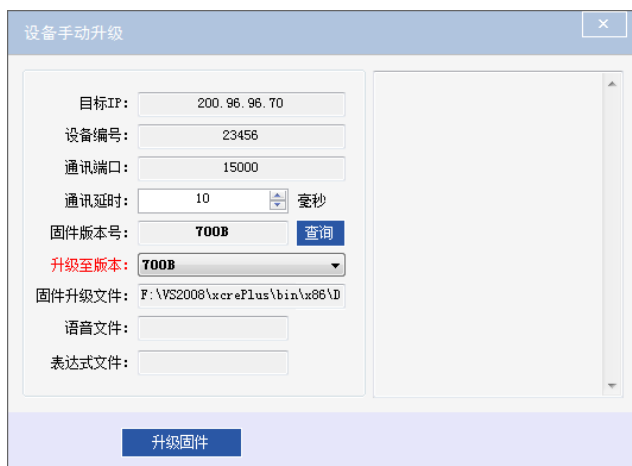 设备手动升级
目标IP: 200. 96. 96. 70
设备编号: 23456
通讯端口: 15000
通讯延时: 10 毫秒
固件版本号: 700B 查询
升级至版本: 700B
固件升级文件: F:\VS2008\xcrePlus\bin\x86\D
语音文件:
表达式文件:
升级固件